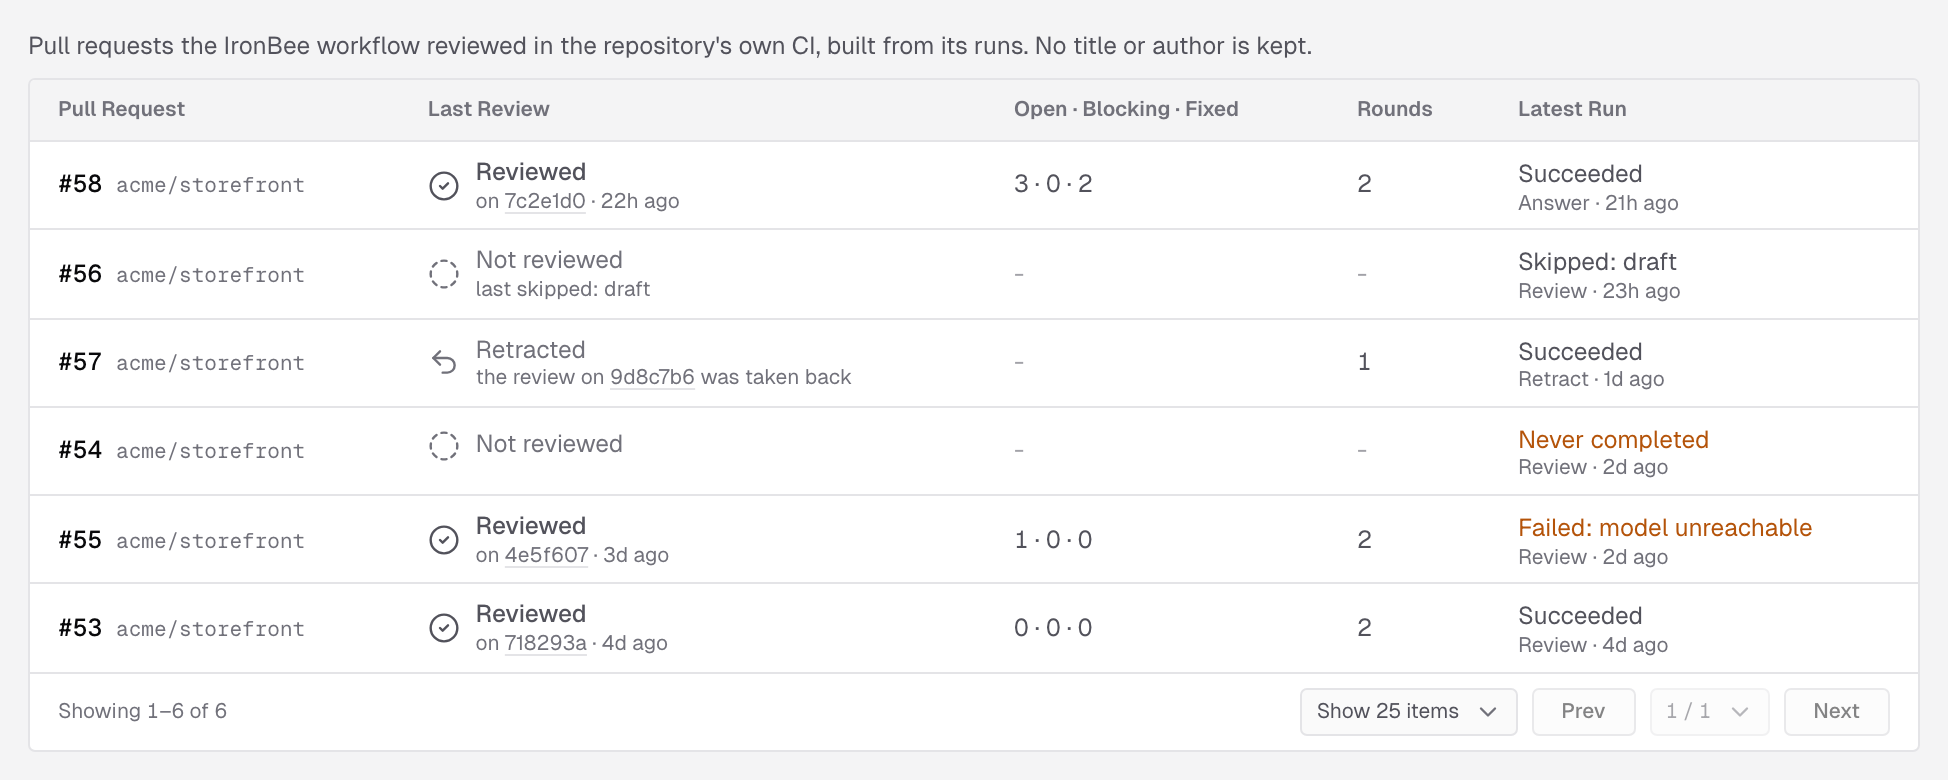 Pull requests the IronBee workflow reviewed in the repository's own CI, built from its runs. No title or author is kept.
Pull Request Last Review Open · Blocking · Fixed Rounds Latest Run
#58 acme/storefront Reviewed 3 · 0 · 2 2 Succeeded
on 7c2e1d0 · 22h ago Answer · 21h ago
#56 acme/storefront Not reviewed - - Skipped: draft
last skipped: draft Review · 23h ago
#57 acme/storefront Retracted - 1 Succeeded
the review on 9d8c7b6 was taken back Retract · 1d ago
#54 acme/storefront Not reviewed - - Never completed
Review · 2d ago
#55 acme/storefront Reviewed 1 · 0 · 0 2 Failed: model unreachable
on 4e5f607 · 3d ago Review · 2d ago
#53 acme/storefront Reviewed 0 · 0 · 0 2 Succeeded
on 718293a · 4d ago Review · 4d ago
Showing 1–6 of 6 Show 25 items Prev 1 / 1 Next